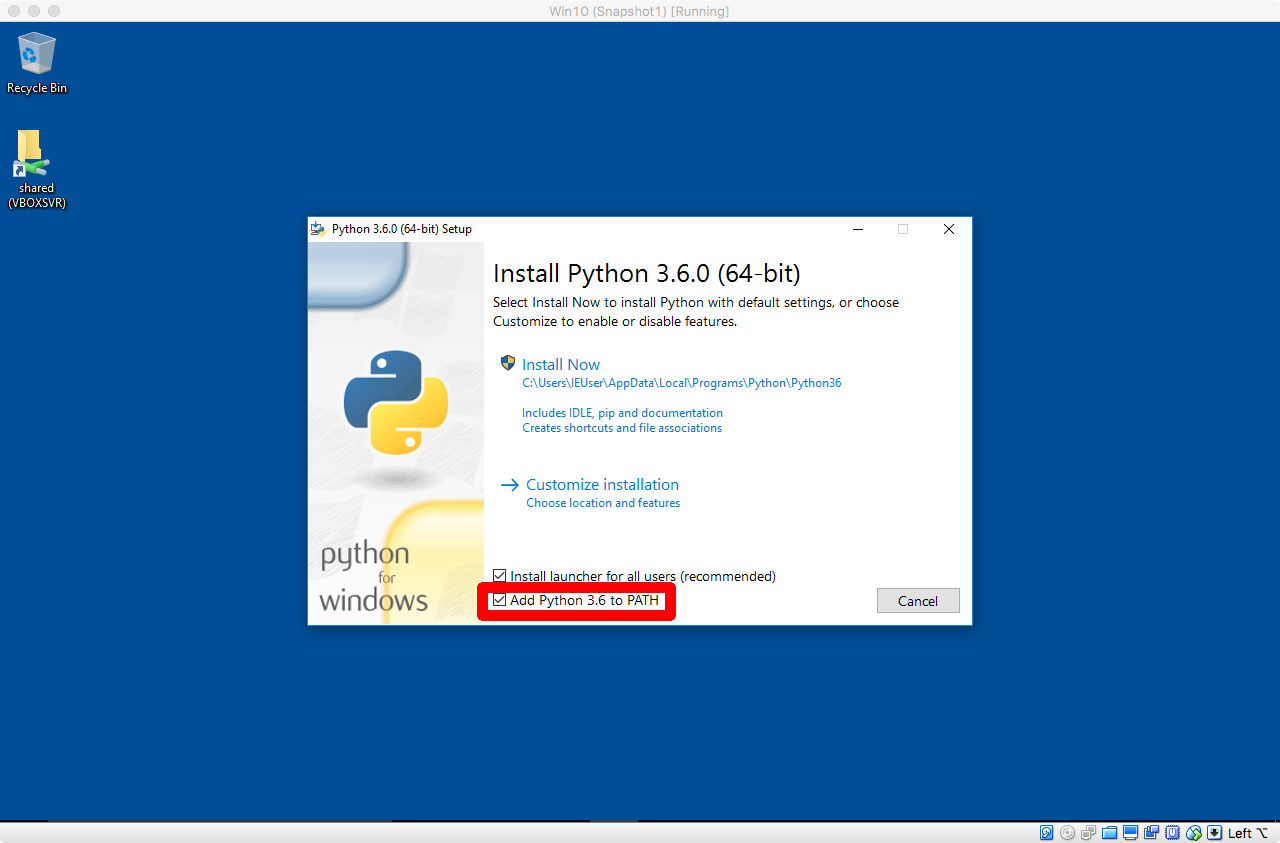 Win10 (Snapshot1) [Running]
Recycle Bin
shared
(VBOXSVR)
Python 3.6.0 (64-bit) Setup
Install Python 3.6.0 (64-bit)
Select Install Now to install Python with default settings, or choose
Customize to enable or disable features.
Install Now
C:\Users\IEUser\AppData\Local\Programs\Python\Python36
Includes IDLE, pip and documentation
Creates shortcuts and file associations
Customize installation
Choose location and features
python
for
windows
Install launcher for all users (recommended)
Add Python 3.6 to PATH
Cancel
Left ⌥